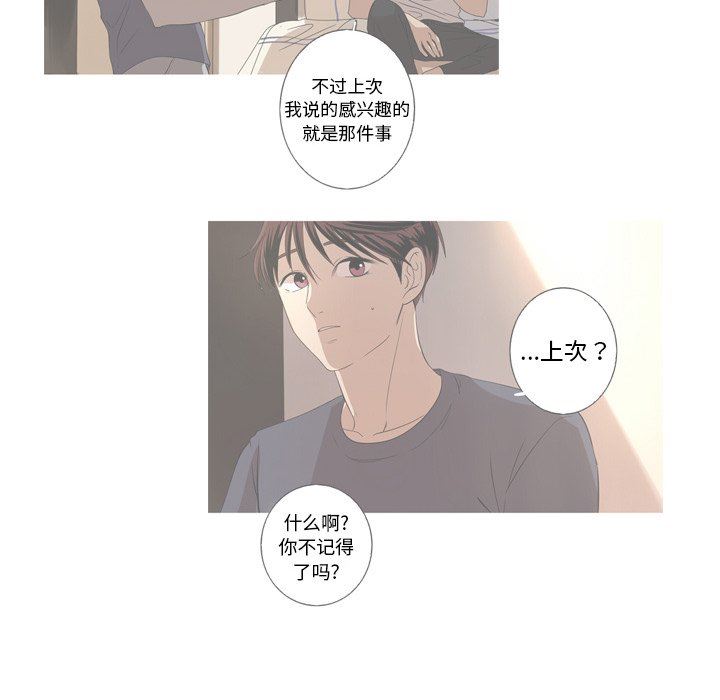 不过上次
我说的感兴趣的
就是那件事
...上次？
什么啊?
你不记得
了吗?